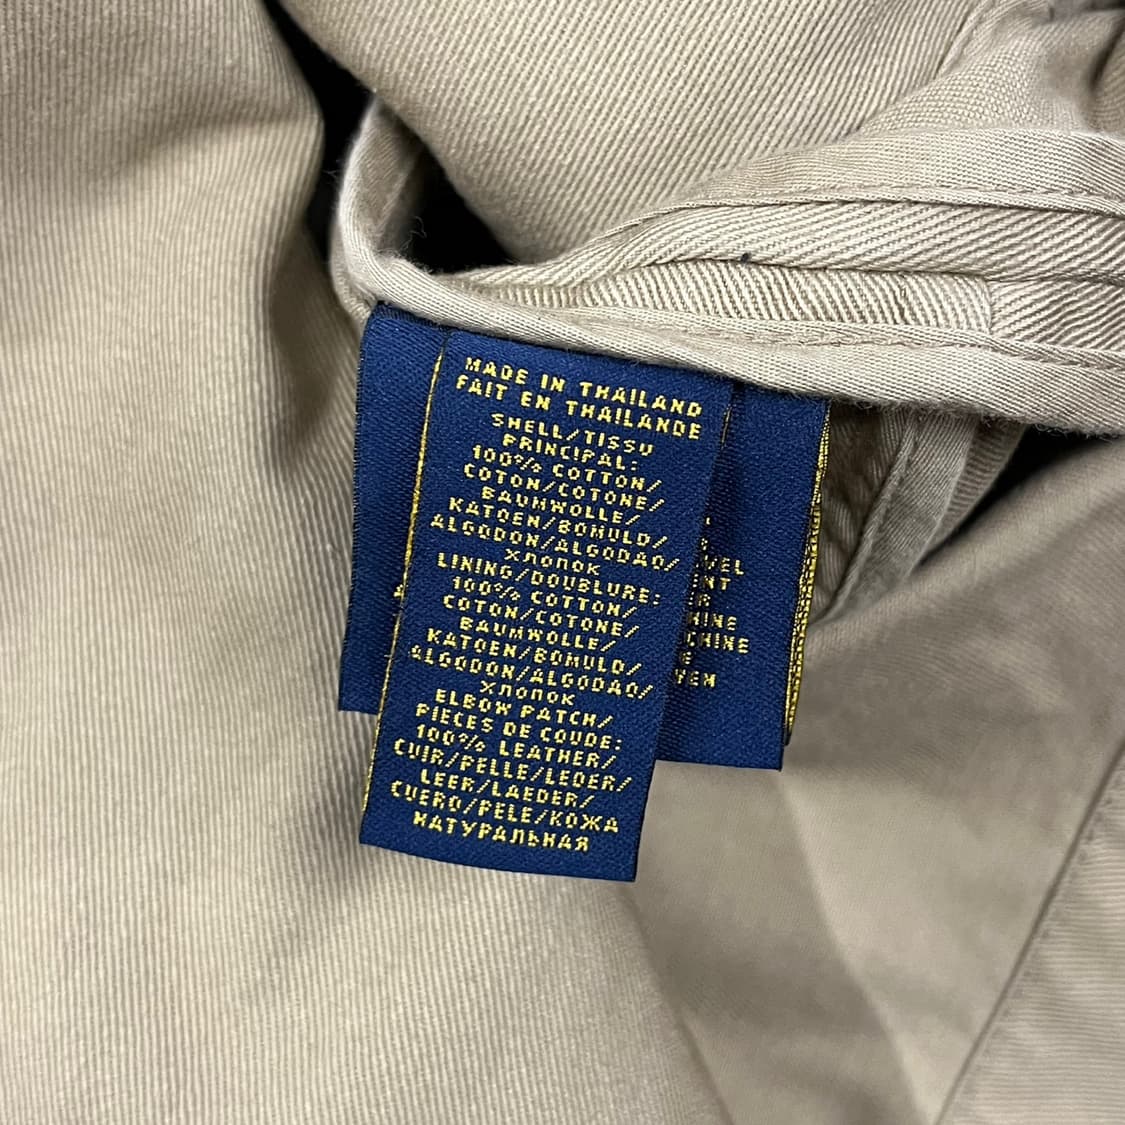 MADE IN THAILAND
FAIT EN THAILANDE
SHELL/TISSU
PRINCIPAL:
100% COTTON/
COTON/COTONE/
BAUMWOLLE/
KATOEN/BOMULD/
ALGODON/ALGODAO/
ХЛОПОК
LINING/DOUBLURE:
100% COTTON/
COTON/COTONE/
BAUMWOLLE/
KATOEN/BOMULD/
ALGODON/ALGODAO/
ХЛОПОК
ELBOW PATCH/
PIECES DE COUDE:
100% LEATHER/
CUIR/PELLE/LEDER/
LEER/LAEDER/
CUERO/PELE/КОЖА
НАТУРАЛЬНАЯ